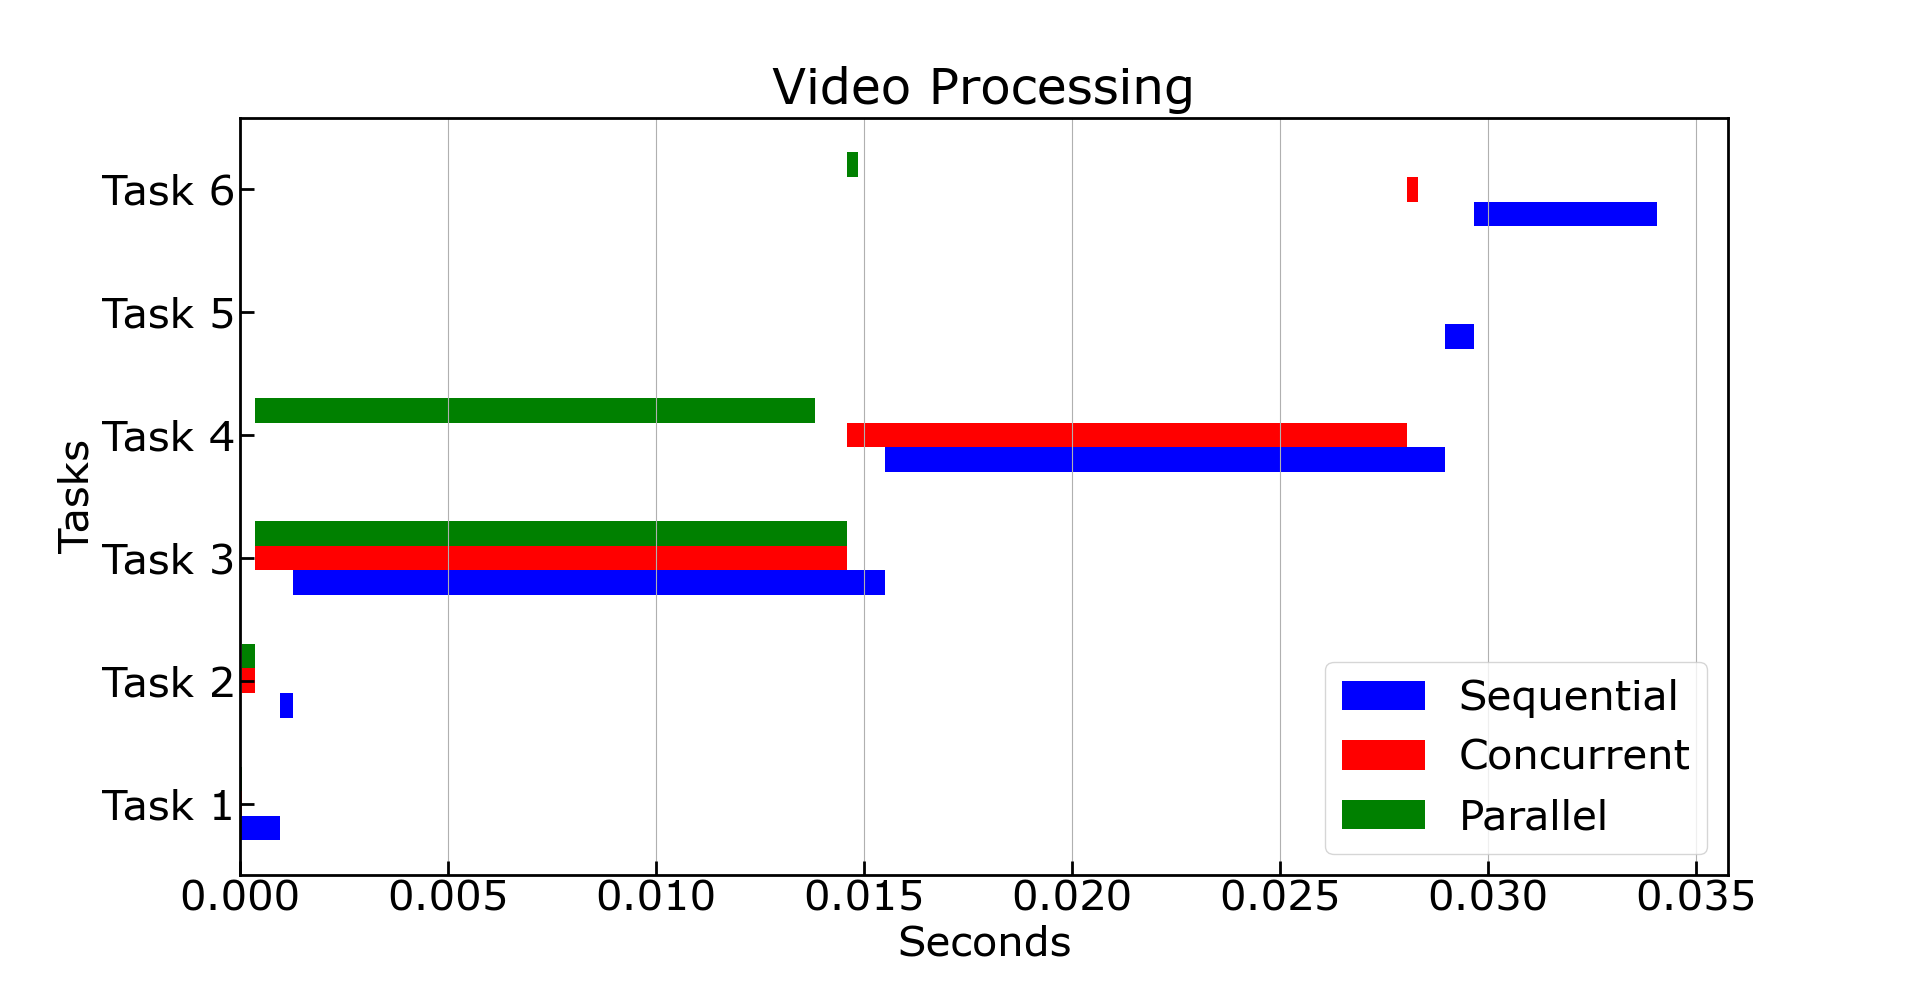 Video Processing
Task 6
Task 5
Task 4
Task 3
Task 2
Task 1
Tasks
Sequential
Concurrent
Parallel
0.000 0.005 0.010 0.015 0.020 0.025 0.030 0.035
Seconds